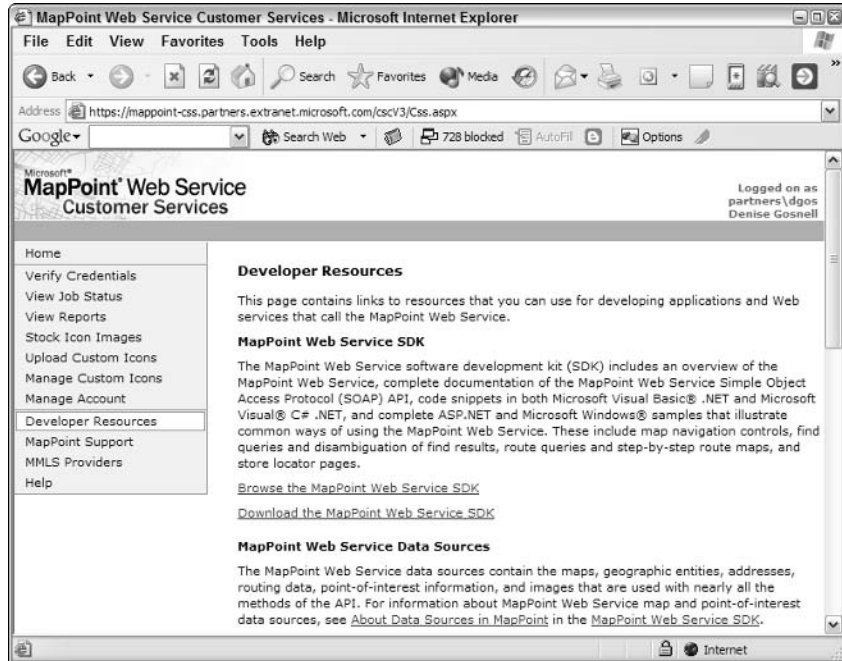 MapPoint Web Service Customer Services - Microsoft Internet Explorer
File Edit View Favorites Tools Help
Back Search Favorites Media
Address https://mappoint-css.partners.extranet.microsoft.com/cscV3/Css.aspx
Google Search Web 728 blocked AutoFill Options
Microsoft®
MapPoint® Web Service
Customer Services
Logged on as
partners\dgos
Denise Gosnell
Home
Verify Credentials
View Job Status
View Reports
Stock Icon Images
Upload Custom Icons
Manage Custom Icons
Manage Account
Developer Resources
MapPoint Support
MMLS Providers
Help
Developer Resources
This page contains links to resources that you can use for developing applications and Web
services that call the MapPoint Web Service.
MapPoint Web Service SDK
The MapPoint Web Service software development kit (SDK) includes an overview of the
MapPoint Web Service, complete documentation of the MapPoint Web Service Simple Object
Access Protocol (SOAP) API, code snippets in both Microsoft Visual Basic® .NET and Microsoft
Visual® C# .NET, and complete ASP.NET and Microsoft Windows® samples that illustrate
common ways of using the MapPoint Web Service. These include map navigation controls, find
queries and disambiguation of find results, route queries and step-by-step route maps, and
store locator pages.
Browse the MapPoint Web Service SDK
Download the MapPoint Web Service SDK
MapPoint Web Service Data Sources
The MapPoint Web Service data sources contain the maps, geographic entities, addresses,
routing data, point-of-interest information, and images that are used with nearly all the
methods of the API. For information about MapPoint Web Service map and point-of-interest
data sources, see About Data Sources in MapPoint in the MapPoint Web Service SDK.
Internet